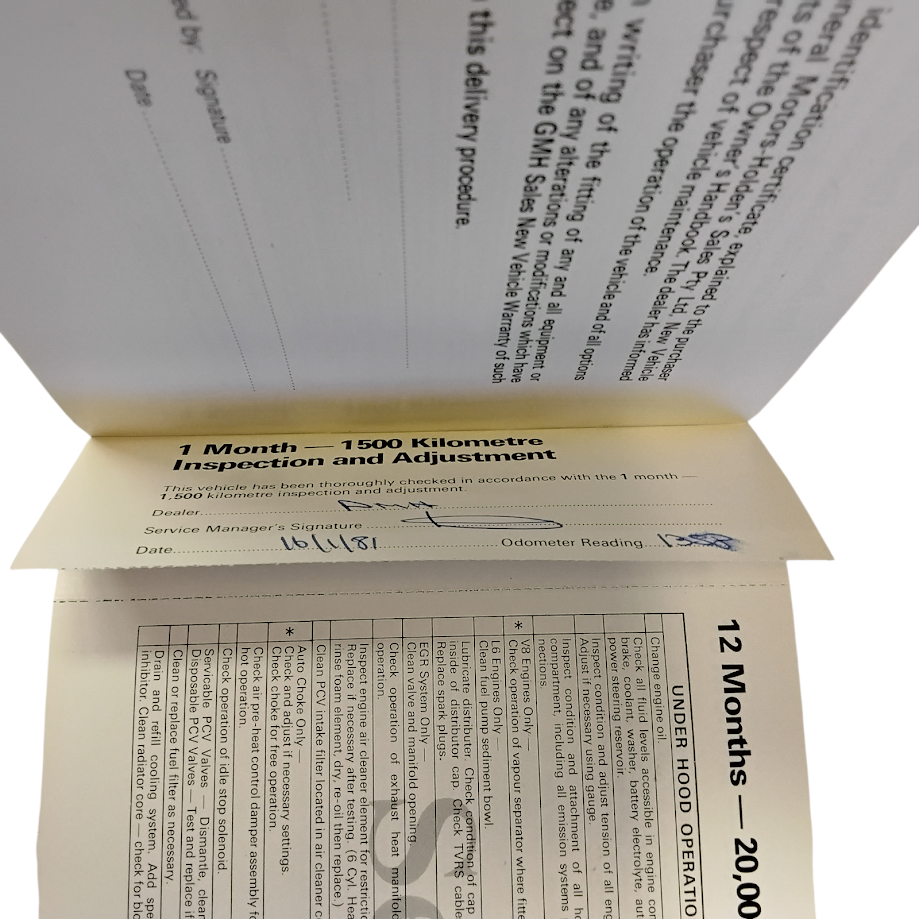 identification certificate, explained to the purchaser
neral Motors-Holden's Sales Pty Ltd, New Vehicle
ts of the Owner's Handbook. The dealer has informed
respect of vehicle maintenance.
urchaser the operation of the vehicle and of all options
writing of the fitting of any and all equipment or
e, and of any alterations or modifications which have
ect on the GMH Sales New Vehicle Warranty of such
this delivery procedure.
ed by: Signature
Date
1 Month — 1500 Kilometre
Inspection and Adjustment
This vehicle has been thoroughly checked in accordance with the 1 month —
1,500 kilometre inspection and adjustment.
Dealer
Service Manager's Signature
Date 16/1/81 Odometer Reading
12 Months — 20,00
UNDER HOOD OPERATIO
Change engine oil.
Check all fluid levels accessible in engine con
brake, coolant, washer, battery electrolyte, aut
power steering reservoir.
Inspect condition and adjust tension of all eng
Adjust if necessary using gauge.
Inspect condition and attachment of all ho
compartment, including all emission systems
nections.
V8 Engines Only —
* Check operation of vapour separator where fitte
L6 Engines Only —
Clean fuel pump sediment bowl.
Lubricate distributor. Check condition of cap
inside of distributor cap. Check TVRS cable
Replace spark plugs.
EGR System Only —
Clean valve and manifold opening.
Check operation of exhaust heat manifold
operation.
Inspect engine air cleaner element for restrictio
Replace if necessary after testing. (6 Cyl. Hea
rinse foam element, dry, re-oil then replace.)
Clean PCV intake filter located in air cleaner c
Auto Choke Only —
* Check and adjust if necessary settings.
Check choke for free operation.
Check air pre-heat control damper assembly fo
hot operation.
Check operation of idle stop solenoid.
Servicable PCV Valves — Dismantle, clean
Disposable PCV Valves — Test and replace if
Clean or replace fuel filter as necessary.
Drain and refill cooling system. Add spe
inhibitor. Clean radiator core — check for blo